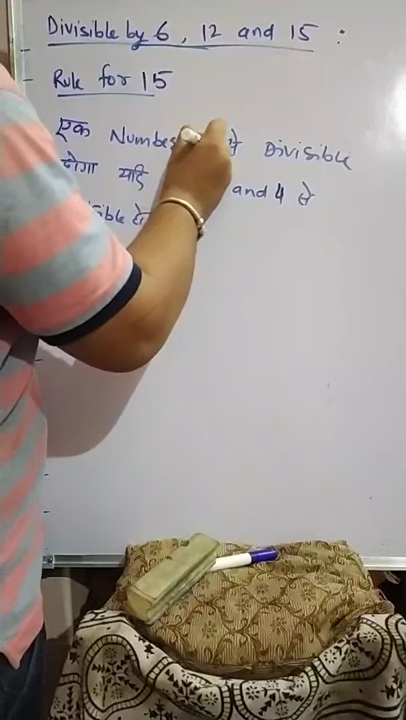 Divisible by 6, 12 and 15 :
Rule for 15
एक Number से Divisible
होगा यदि and 4 से